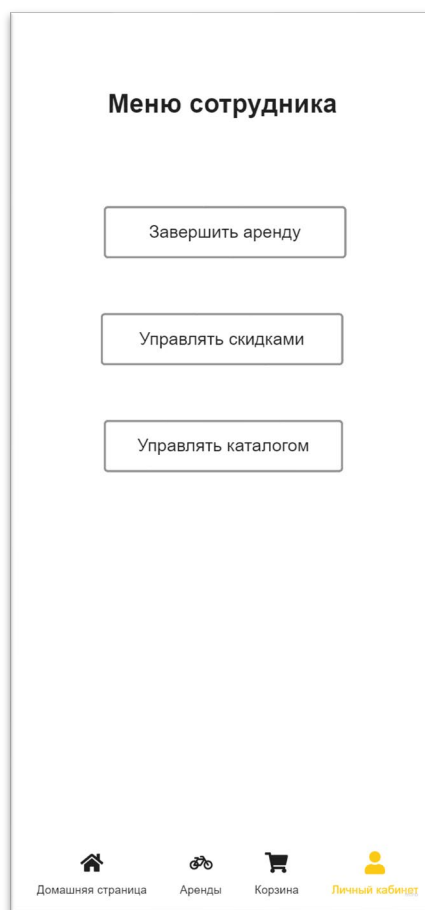 Меню сотрудника
Завершить аренду
Управлять скидками
Управлять каталогом
Домашняя страница
Аренды
Корзина
Личный кабинет